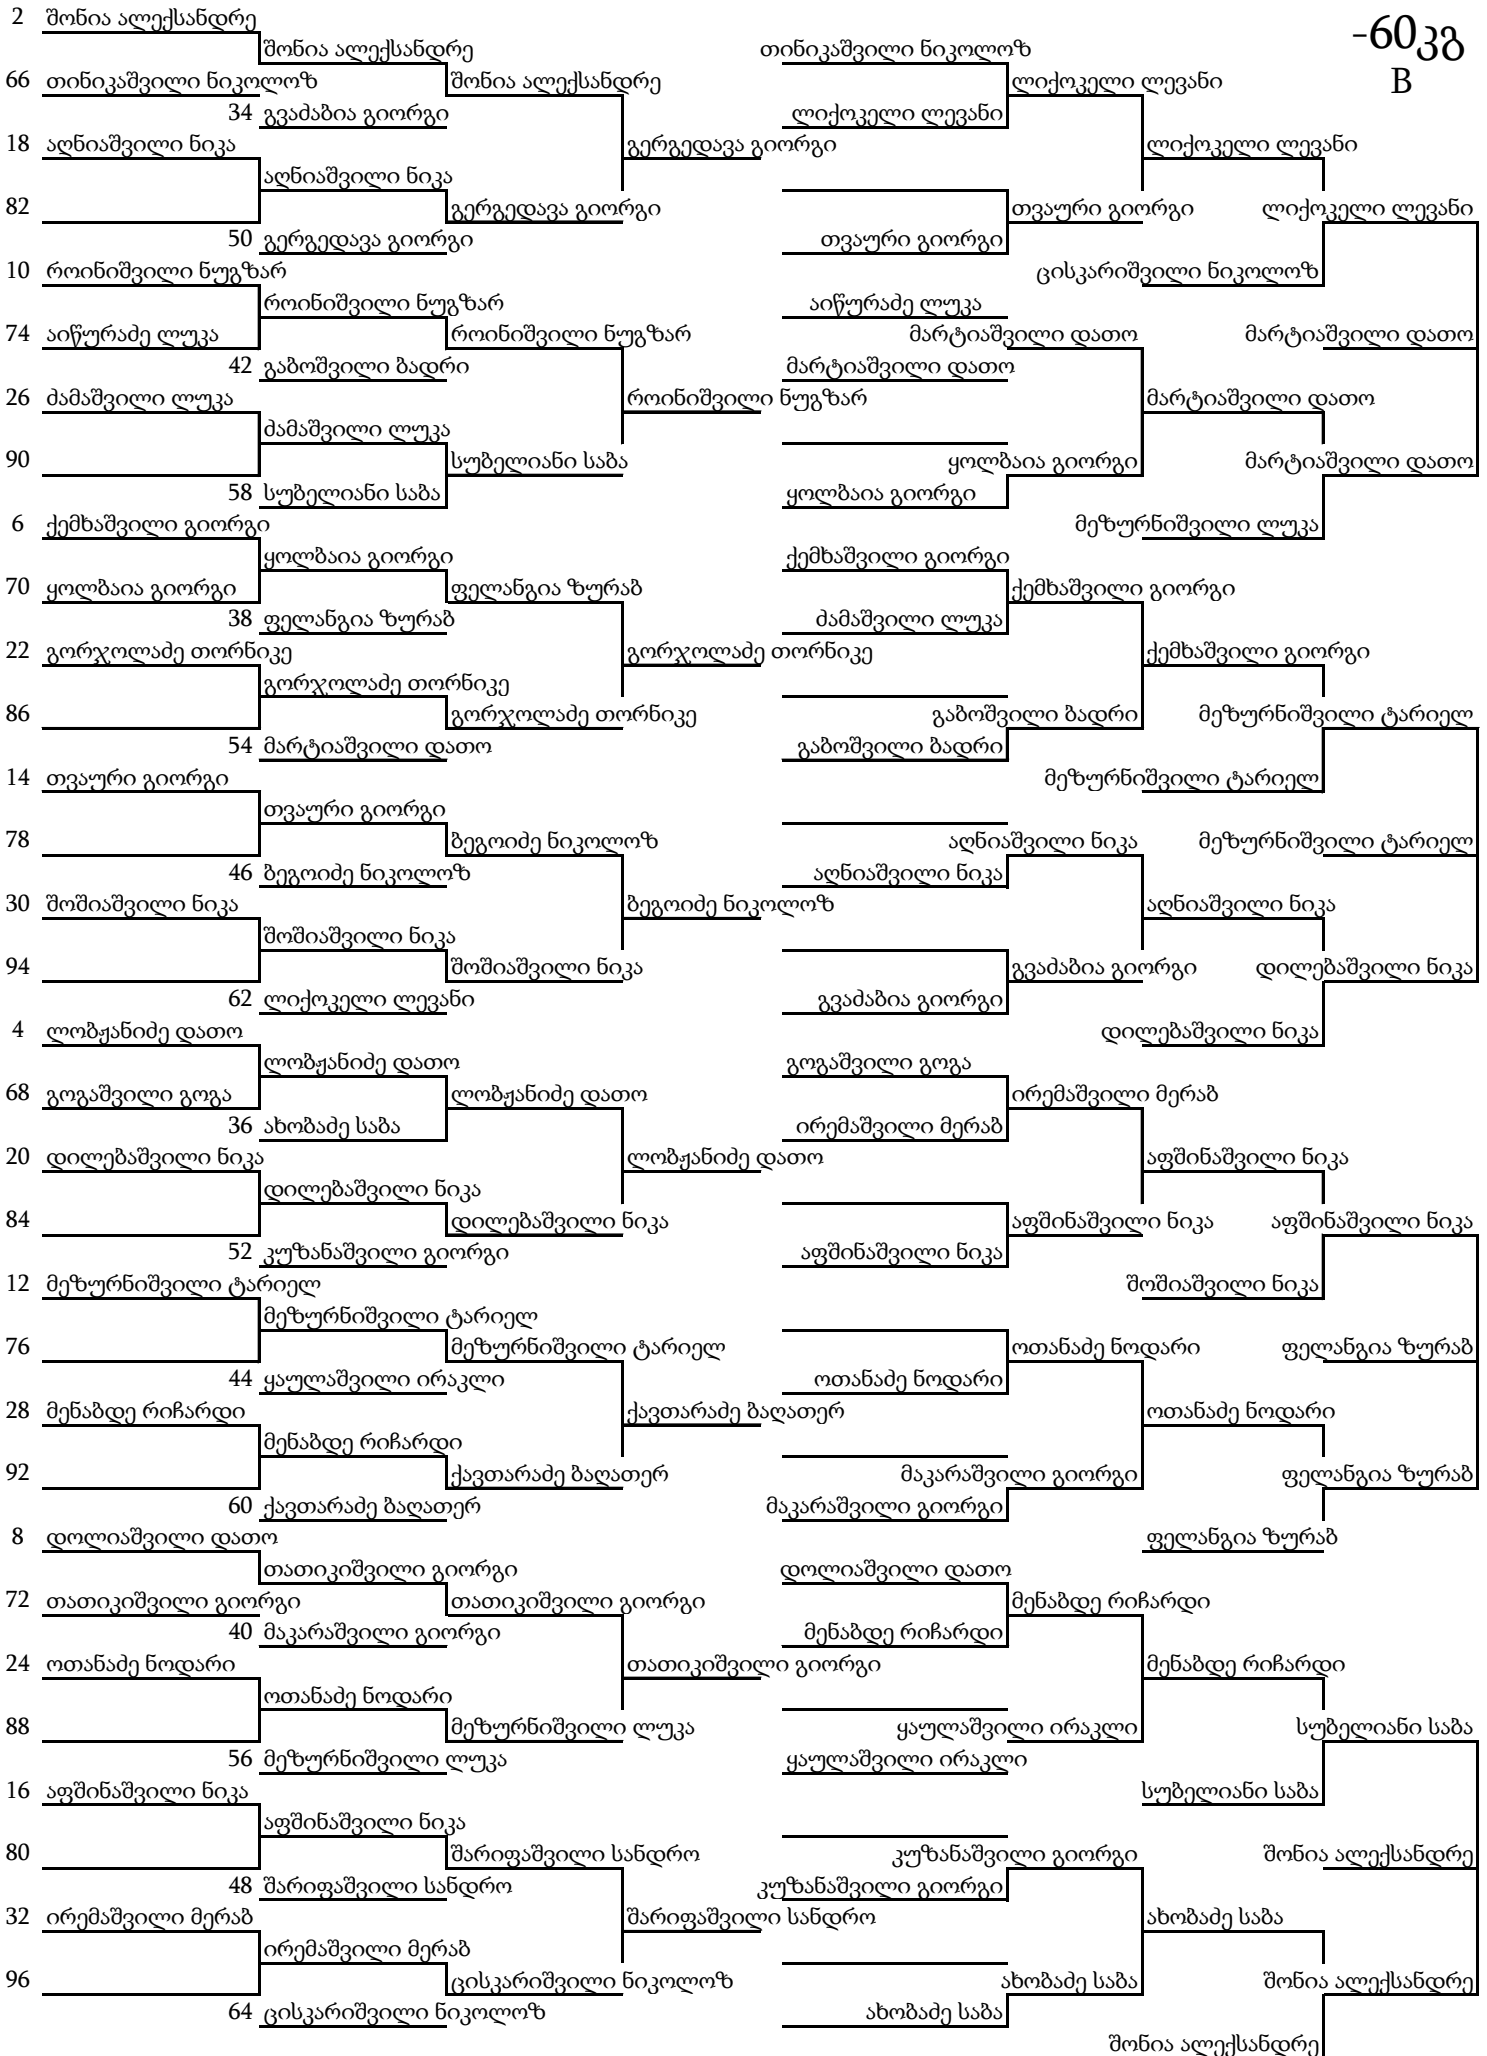 2 შონია ალექსანდრე
-60კგ
შონია ალექსანდრე თინიკაშვილი ნიკოლოზ
66 თინიკაშვილი ნიკოლოზ შონია ალექსანდრე ლიქოკელი ლევანი B
34 გვაძაბია გიორგი ლიქოკელი ლევანი
18 აღნიაშვილი ნიკა გერგედავა გიორგი ლიქოკელი ლევანი
აღნიაშვილი ნიკა
82 გერგედავა გიორგი თვაური გიორგი ლიქოკელი ლევანი
50 გერგედავა გიორგი თვაური გიორგი
10 როინიშვილი ნუგზარ ცისკარიშვილი ნიკოლოზ
როინიშვილი ნუგზარ აიწურაძე ლუკა
74 აიწურაძე ლუკა როინიშვილი ნუგზარ მარტიაშვილი დათო მარტიაშვილი დათო
42 გაბოშვილი ბადრი მარტიაშვილი დათო
26 ძამაშვილი ლუკა როინიშვილი ნუგზარ მარტიაშვილი დათო
ძამაშვილი ლუკა
90 სუბელიანი საბა ყოლბაია გიორგი მარტიაშვილი დათო
58 სუბელიანი საბა ყოლბაია გიორგი
6 ქემხაშვილი გიორგი მეზურნიშვილი ლუკა
ყოლბაია გიორგი ქემხაშვილი გიორგი
70 ყოლბაია გიორგი ფელანგია ზურაბ ქემხაშვილი გიორგი
38 ფელანგია ზურაბ ძამაშვილი ლუკა
22 გორჯოლაძე თორნიკე გორჯოლაძე თორნიკე ქემხაშვილი გიორგი
გორჯოლაძე თორნიკე
86 გორჯოლაძე თორნიკე გაბოშვილი ბადრი მეზურნიშვილი ტარიელ
54 მარტიაშვილი დათო გაბოშვილი ბადრი
14 თვაური გიორგი მეზურნიშვილი ტარიელ
თვაური გიორგი
78 ბეგოიძე ნიკოლოზ აღნიაშვილი ნიკა მეზურნიშვილი ტარიელ
46 ბეგოიძე ნიკოლოზ აღნიაშვილი ნიკა
30 შოშიაშვილი ნიკა ბეგოიძე ნიკოლოზ აღნიაშვილი ნიკა
შოშიაშვილი ნიკა
94 შოშიაშვილი ნიკა გვაძაბია გიორგი დილებაშვილი ნიკა
62 ლიქოკელი ლევანი გვაძაბია გიორგი
4 ლობჟანიძე დათო დილებაშვილი ნიკა
ლობჟანიძე დათო გოგაშვილი გოგა
68 გოგაშვილი გოგა ლობჟანიძე დათო ირემაშვილი მერაბ
36 ახობაძე საბა ირემაშვილი მერაბ
20 დილებაშვილი ნიკა ლობჟანიძე დათო აფშინაშვილი ნიკა
დილებაშვილი ნიკა
84 დილებაშვილი ნიკა აფშინაშვილი ნიკა აფშინაშვილი ნიკა
52 კუზანაშვილი გიორგი აფშინაშვილი ნიკა
12 მეზურნიშვილი ტარიელ შოშიაშვილი ნიკა
მეზურნიშვილი ტარიელ
76 მეზურნიშვილი ტარიელ ოთანაძე ნოდარი ფელანგია ზურაბ
44 ყაულაშვილი ირაკლი ოთანაძე ნოდარი
28 მენაბდე რიჩარდი ქავთარაძე ბაღათერ ოთანაძე ნოდარი
მენაბდე რიჩარდი
92 ქავთარაძე ბაღათერ მაკარაშვილი გიორგი ფელანგია ზურაბ
60 ქავთარაძე ბაღათერ მაკარაშვილი გიორგი
8 დოლიაშვილი დათო ფელანგია ზურაბ
თათიკიშვილი გიორგი დოლიაშვილი დათო
72 თათიკიშვილი გიორგი თათიკიშვილი გიორგი მენაბდე რიჩარდი
40 მაკარაშვილი გიორგი მენაბდე რიჩარდი
24 ოთანაძე ნოდარი თათიკიშვილი გიორგი მენაბდე რიჩარდი
ოთანაძე ნოდარი
88 მეზურნიშვილი ლუკა ყაულაშვილი ირაკლი სუბელიანი საბა
56 მეზურნიშვილი ლუკა ყაულაშვილი ირაკლი
16 აფშინაშვილი ნიკა სუბელიანი საბა
აფშინაშვილი ნიკა
80 შარიფაშვილი სანდრო კუზანაშვილი გიორგი შონია ალექსანდრე
48 შარიფაშვილი სანდრო კუზანაშვილი გიორგი
32 ირემაშვილი მერაბ შარიფაშვილი სანდრო ახობაძე საბა
ირემაშვილი მერაბ
96 ცისკარიშვილი ნიკოლოზ ახობაძე საბა შონია ალექსანდრე
64 ცისკარიშვილი ნიკოლოზ ახობაძე საბა
შონია ალექსანდრე